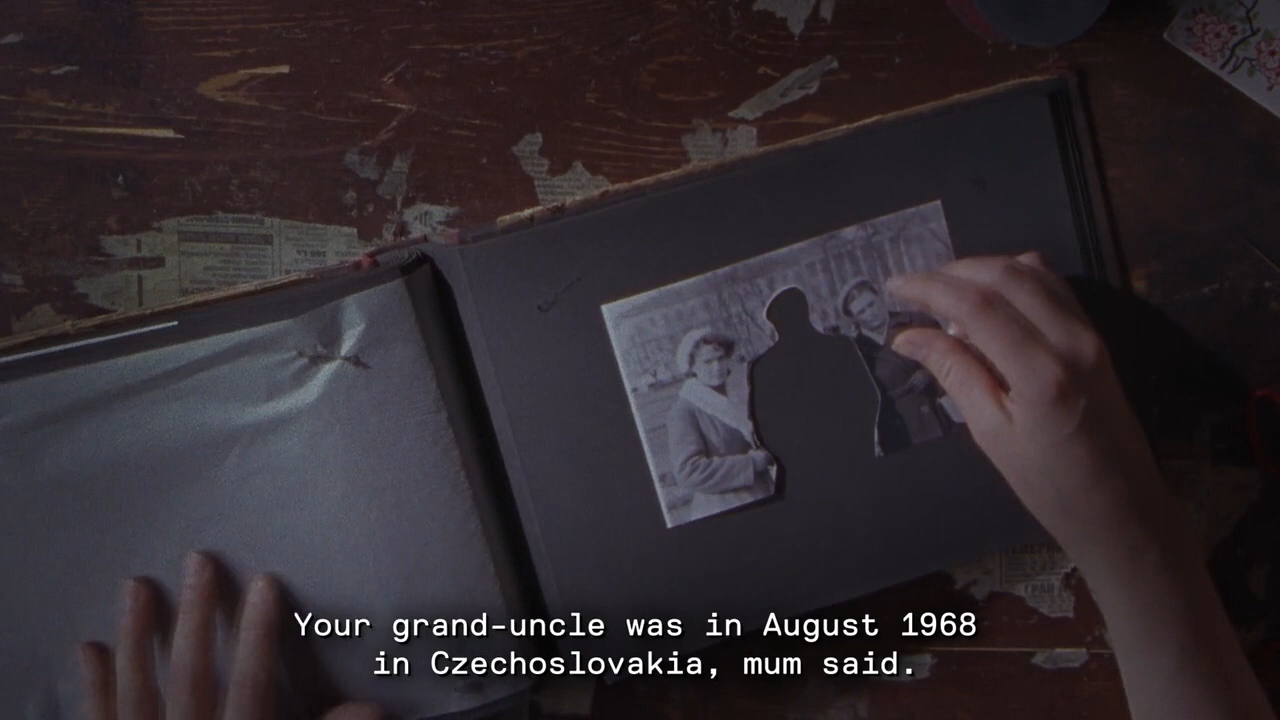 Your grand-uncle was in August 1968
in Czechoslovakia, mum said.